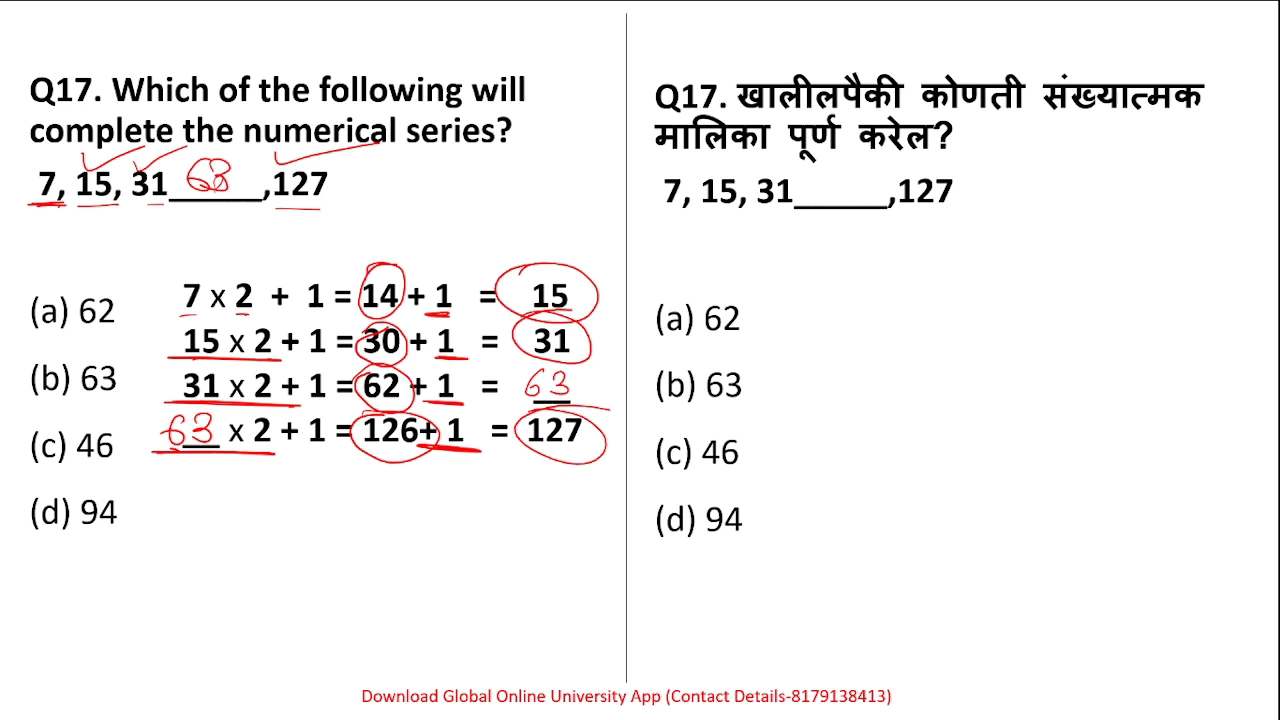 Q17. Which of the following will
complete the numerical series?
7, 15, 31 63 ,127
7 x 2 + 1 = 14 + 1 = 15
(a) 62
15 x 2 + 1 = 30 + 1 = 31
(b) 63
31 x 2 + 1 = 62 + 1 = 63
63 x 2 + 1 = 126+ 1 = 127
(c) 46
(d) 94
Q17. खालीलपैकी कोणती संख्यात्मक
मालिका पूर्ण करेल?
7, 15, 31_____,127
(a) 62
(b) 63
(c) 46
(d) 94
Download Global Online University App (Contact Details-8179138413)